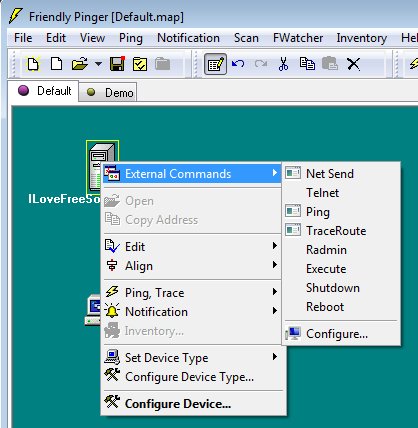 Friendly Pinger [Default.map]
File Edit View Ping Notification Scan FWatcher Inventory
Default Demo
External Commands
Open
Copy Address
Edit
Align
Ping, Trace
Notification
Inventory...
Set Device Type
Configure Device Type...
Configure Device...
Net Send
Telnet
Ping
TraceRoute
Radmin
Execute
Shutdown
Reboot
Configure...